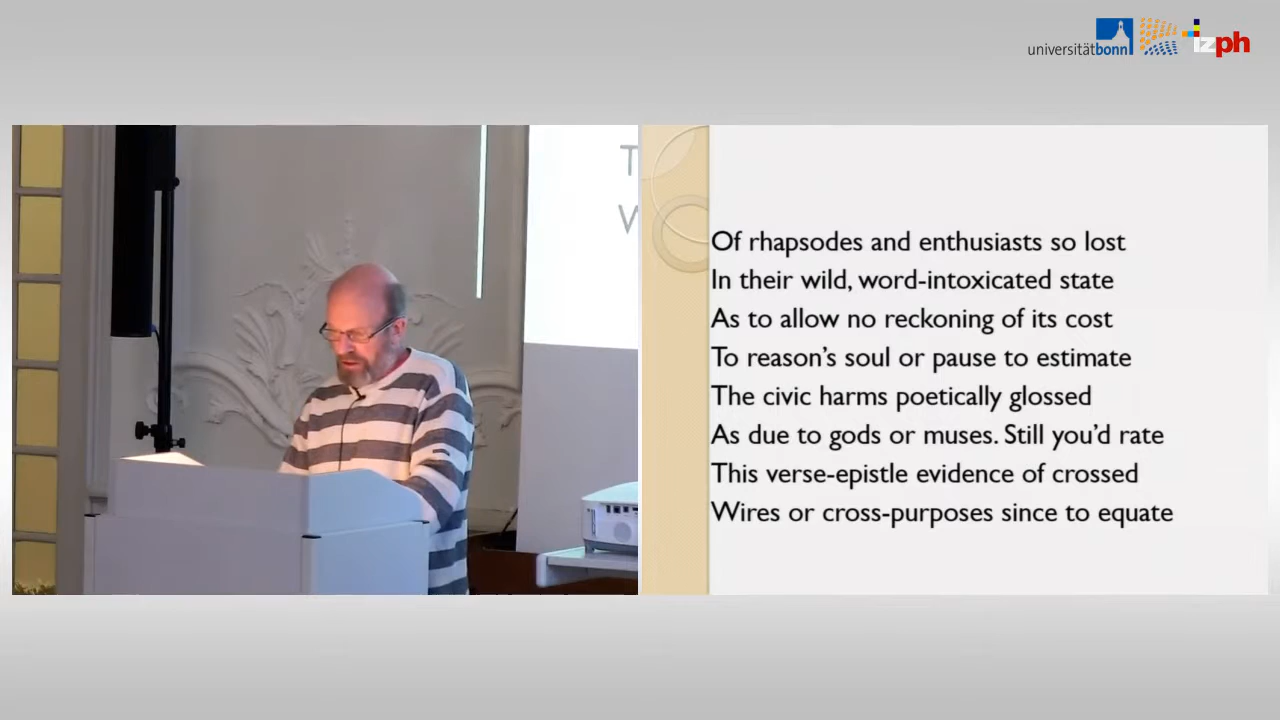 universitätbonn
izph
T
W
Of rhapsodes and enthusiasts so lost
In their wild, word-intoxicated state
As to allow no reckoning of its cost
To reason’s soul or pause to estimate
The civic harms poetically glossed
As due to gods or muses. Still you’d rate
This verse-epistle evidence of crossed
Wires or cross-purposes since to equate